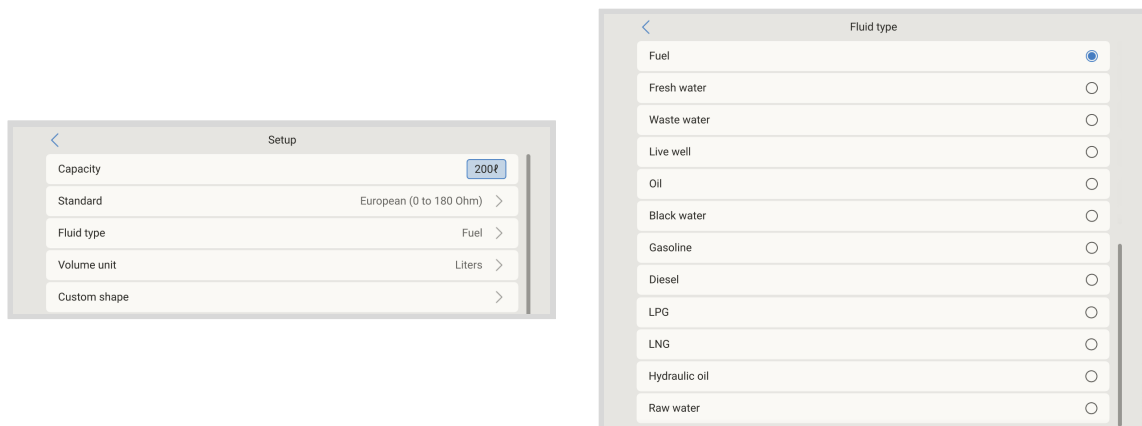 Setup
Capacity 200ℓ
Standard European (0 to 180 Ohm)
Fluid type Fuel
Volume unit Liters
Custom shape
Fluid type
Fuel
Fresh water
Waste water
Live well
Oil
Black water
Gasoline
Diesel
LPG
LNG
Hydraulic oil
Raw water